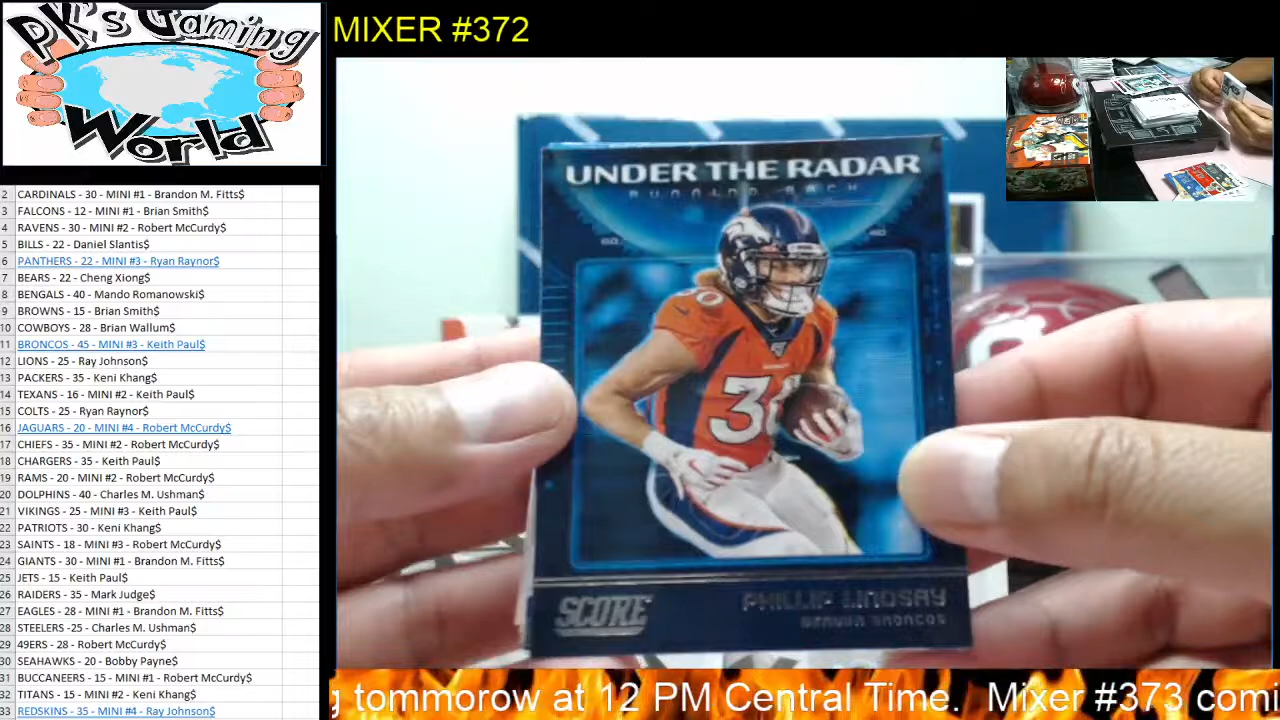 PK's Gaming
World
MIXER #372
2 CARDINALS - 30 - MINI #1 - Brandon M. Fitts$
3 FALCONS - 12 - MINI #1 - Brian Smith$
4 RAVENS - 30 - MINI #2 - Robert McCurdy$
5 BILLS - 22 - Daniel Slantis$
6 PANTHERS - 22 - MINI #3 - Ryan Raynor$
7 BEARS - 22 - Cheng Xiong$
8 BENGALS - 40 - Mando Romanowski$
9 BROWNS - 15 - Brian Smith$
10 COWBOYS - 28 - Brian Wallum$
11 BRONCOS - 45 - MINI #3 - Keith Paul$
12 LIONS - 25 - Ray Johnson$
13 PACKERS - 35 - Keni Khang$
14 TEXANS - 16 - MINI #2 - Keith Paul$
15 COLTS - 25 - Ryan Raynor$
16 JAGUARS - 20 - MINI #4 - Robert McCurdy$
17 CHIEFS - 35 - MINI #2 - Robert McCurdy$
18 CHARGERS - 35 - Keith Paul$
19 RAMS - 20 - MINI #2 - Robert McCurdy$
20 DOLPHINS - 40 - Charles M. Ushman$
21 VIKINGS - 25 - MINI #3 - Keith Paul$
22 PATRIOTS - 30 - Keni Khang$
23 SAINTS - 18 - MINI #3 - Robert McCurdy$
24 GIANTS - 30 - MINI #1 - Brandon M. Fitts$
25 JETS - 15 - Keith Paul$
26 RAIDERS - 35 - Mark Judge$
27 EAGLES - 28 - MINI #1 - Brandon M. Fitts$
28 STEELERS -25 - Charles M. Ushman$
29 49ERS - 28 - Robert McCurdy$
30 SEAHAWKS - 20 - Bobby Payne$
31 BUCCANEERS - 15 - MINI #1 - Robert McCurdy$
32 TITANS - 15 - MINI #2 - Keni Khang$
33 REDSKINS - 35 - MINI #4 - Ray Johnson$
UNDER THE RADAR
RUNNING BACK
30
30
SCORE
PHILLIP LINDSAY
DENVER BRONCOS
g tommorow at 12 PM Central Time. Mixer #373 comi